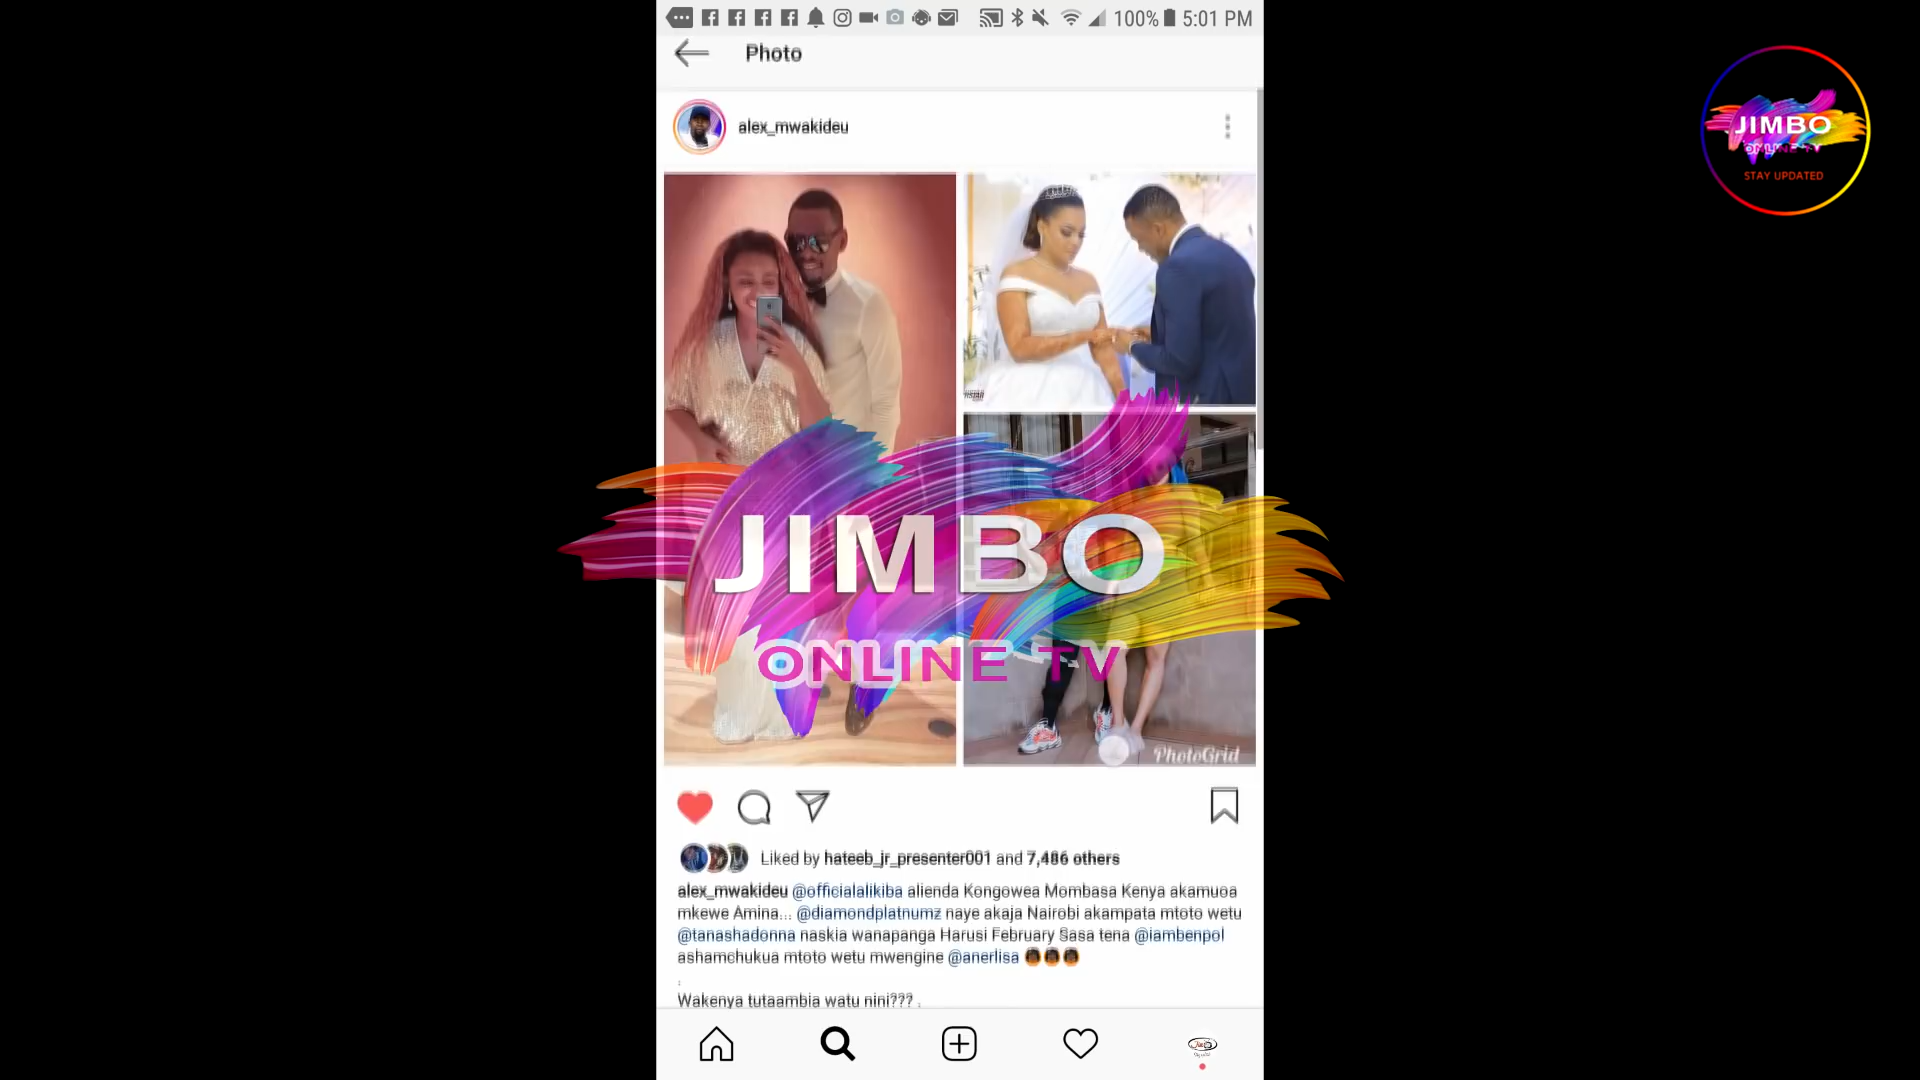 100% 5:01 PM
Photo
alex_mwakideu
JIMBO
ONLINE TV
STAY UPDATED
JIMBO
ONLINE TV
PhotoGrid
Liked by hateeb_jr_presenter001 and 7,486 others
alex_mwakideu @officialalikiba alienda Kongowea Mombasa Kenya akamuoa
mkewe Amina... @diamondplatnumz naye akaja Nairobi akampata mtoto wetu
@tanashadonna naskia wanapanga Harusi February Sasa tena @iambenpol
ashamchukua mtoto wetu mwengine @anerlisa
.
Wakenya tutaambia watu nini??? .